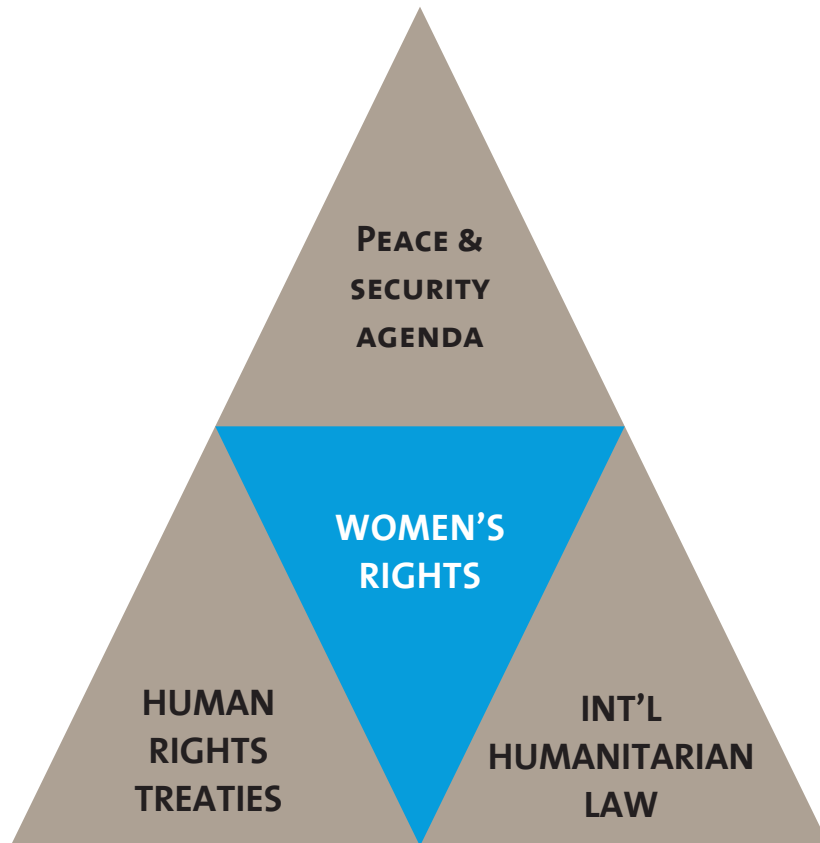 PEACE &
SECURITY
AGENDA
WOMEN'S
RIGHTS
HUMAN
RIGHTS
TREATIES
INT'L
HUMANITARIAN
LAW